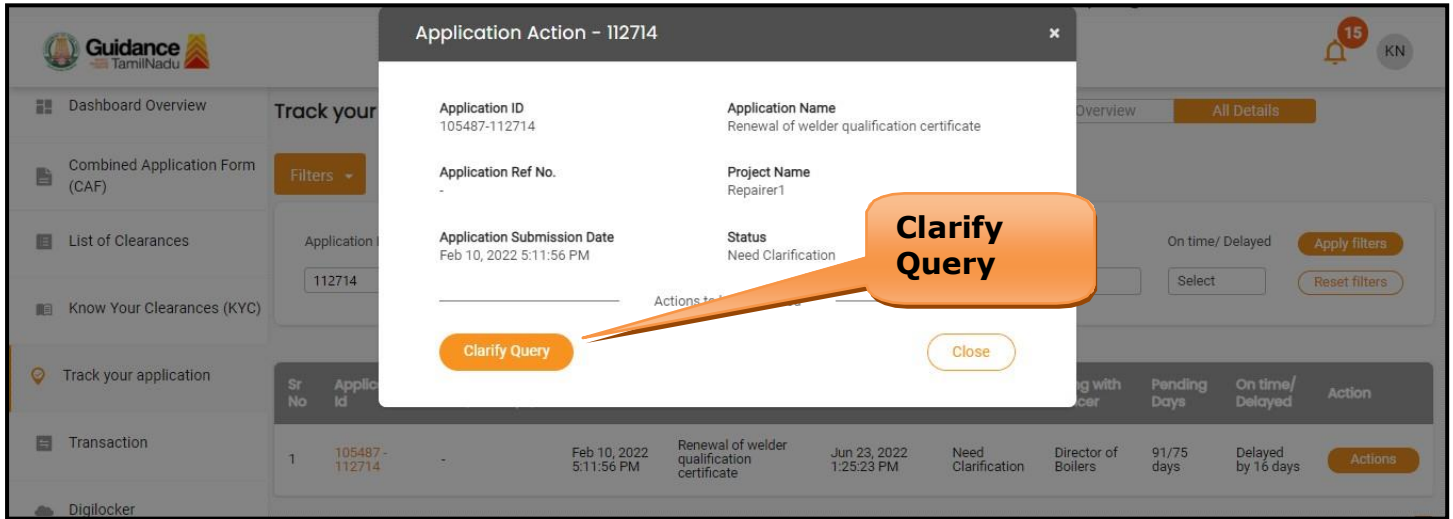 Application Action - 112714
×
Guidance
TamilNadu
15
KN
Dashboard Overview
Combined Application Form
(CAF)
List of Clearances
Know Your Clearances (KYC)
Track your application
Transaction
Digilocker
Track your
Overview
All Details
Filters
Application
112714
On time/ Delayed
Select
Apply filters
Reset filters
Application ID
105487-112714
Application Name
Renewal of welder qualification certificate
Application Ref No.
-
Project Name
Repairer1
Application Submission Date
Feb 10, 2022 5:11:56 PM
Status
Need Clarification
Actions to
Clarify Query
Close
Clarify
Query
Sr
No
Id
Pending
Days
On time/
Delayed
Action
1
105487 -
112714
-
Feb 10, 2022
5:11:56 PM
Renewal of welder
qualification
certificate
Jun 23, 2022
1:25:23 PM
Need
Clarification
Director of
Boilers
91/75
days
Delayed
by 16 days
Actions